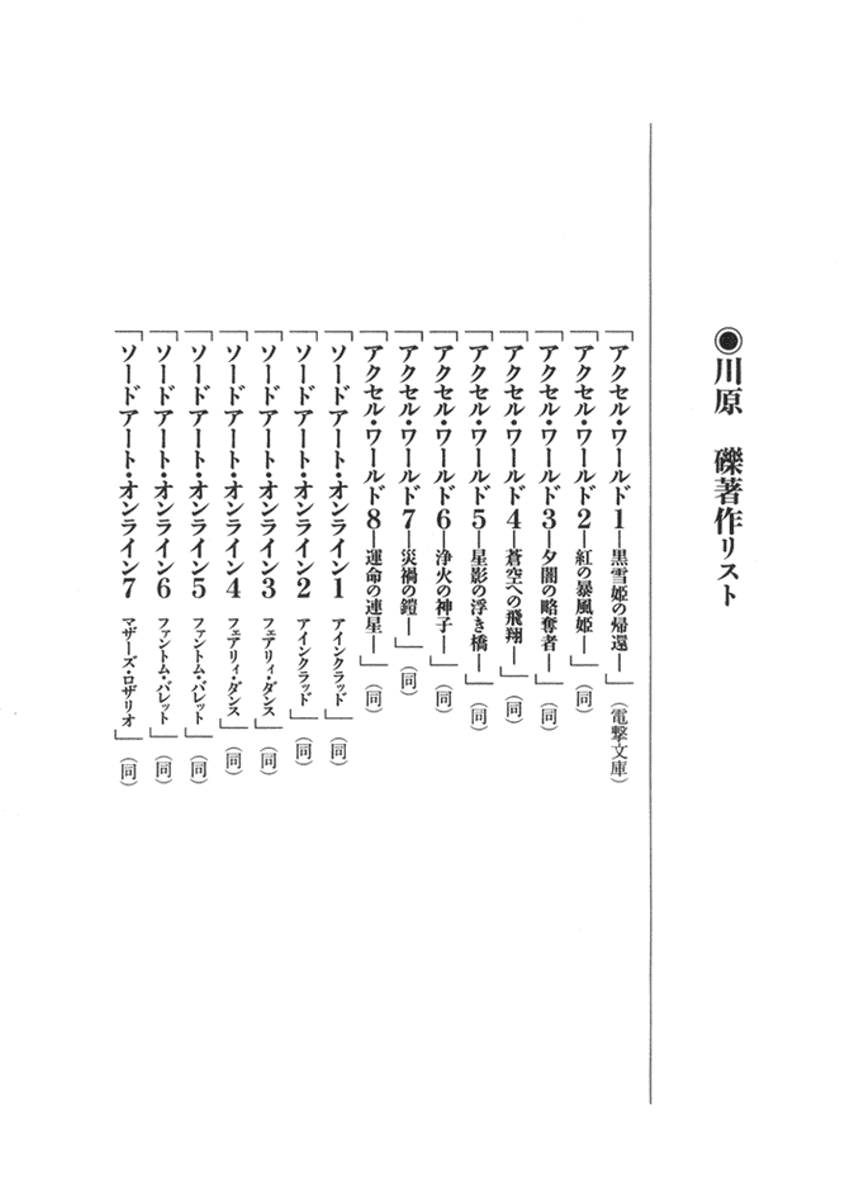 ◉川原 礫著作リスト
「アクセル・ワールド1―黒雪姫の帰還―」（電撃文庫）
「アクセル・ワールド2―紅の暴風姫―」（同）
「アクセル・ワールド3―夕闇の略奪者―」（同）
「アクセル・ワールド4―蒼空への飛翔―」（同）
「アクセル・ワールド5―星影の浮き橋―」（同）
「アクセル・ワールド6―浄火の神子―」（同）
「アクセル・ワールド7―災禍の鎧―」（同）
「アクセル・ワールド8―運命の連星―」（同）
「ソードアート・オンライン1 アインクラッド」（同）
「ソードアート・オンライン2 アインクラッド」（同）
「ソードアート・オンライン3 フェアリィ・ダンス」（同）
「ソードアート・オンライン4 フェアリィ・ダンス」（同）
「ソードアート・オンライン5 ファントム・バレット」（同）
「ソードアート・オンライン6 ファントム・バレット」（同）
「ソードアート・オンライン7 マザーズ・ロザリオ」（同）